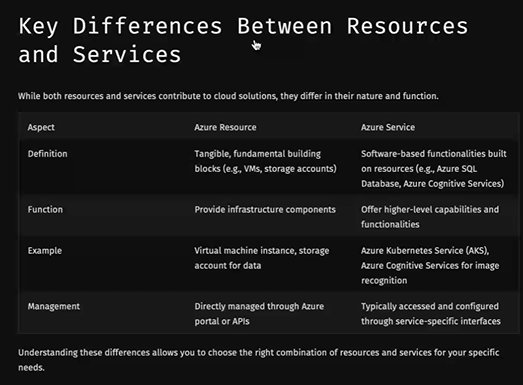 Key Differences Between Resources
and Services
While both resources and services contribute to cloud solutions, they differ in their nature and function.
Aspect Azure Resource Azure Service
Definition Tangible, fundamental building Software-based functionalities built
blocks (e.g., VMs, storage accounts) on resources (e.g., Azure SQL
Database, Azure Cognitive Services)
Function Provide infrastructure components Offer higher-level capabilities and
functionalities
Example Virtual machine instance, storage Azure Kubernetes Service (AKS),
account for data Azure Cognitive Services for image
recognition
Management Directly managed through Azure Typically accessed and configured
portal or APIs through service-specific interfaces
Understanding these differences allows you to choose the right combination of resources and services for your specific
needs.